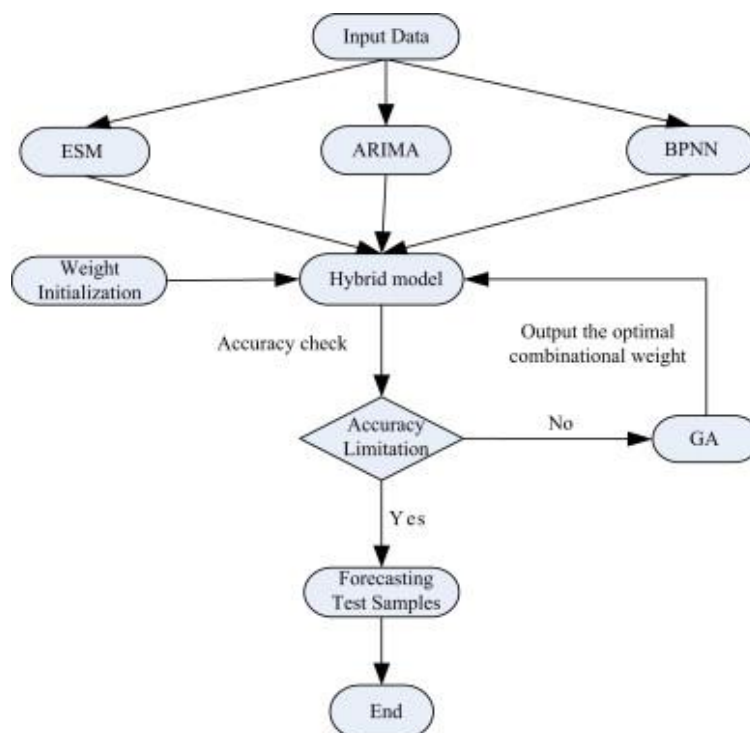 Input Data
ESM
ARIMA
BPNN
Weight
Initialization
Hybrid model
Accuracy check
Output the optimal
combinational weight
Accuracy
Limitation
No
GA
Yes
Forecasting
Test Samples
End